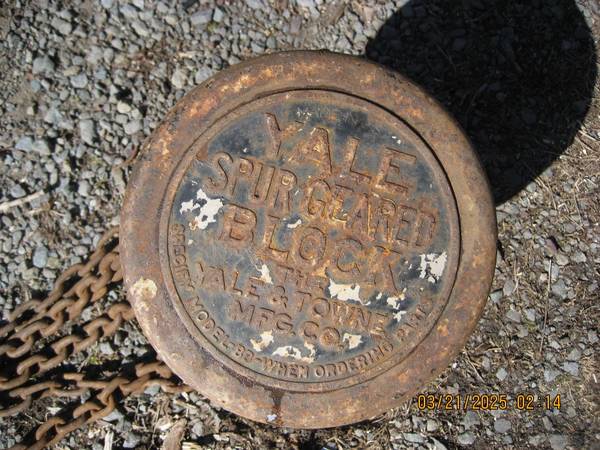 YALE
SPUR GEARED
BLOCK
THE
YALE & TOWNE
MFG. CO.
SPECIFY MODEL WHEN ORDERING PARTS
03/21/2025 02:14